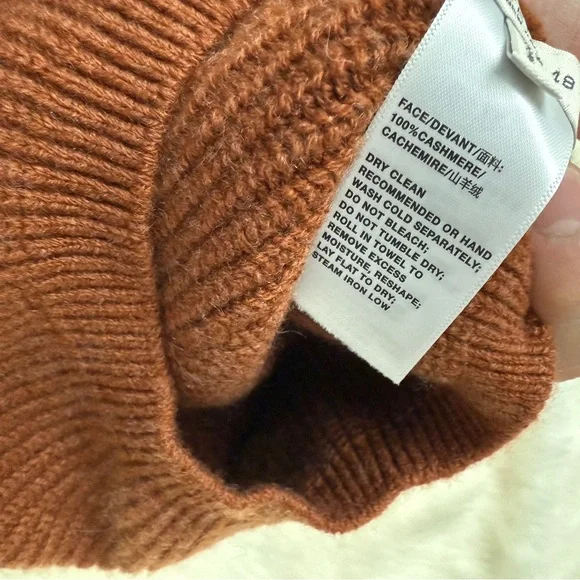 48
FACE/DEVANT/面料:
100%CASHMERE/
CACHEMIRE/山羊绒
DRY CLEAN
RECOMMENDED OR HAND
WASH COLD SEPARATELY;
DO NOT BLEACH;
DO NOT TUMBLE DRY;
ROLL IN TOWEL TO
REMOVE EXCESS
MOISTURE, RESHAPE;
LAY FLAT TO DRY;
STEAM IRON LOW